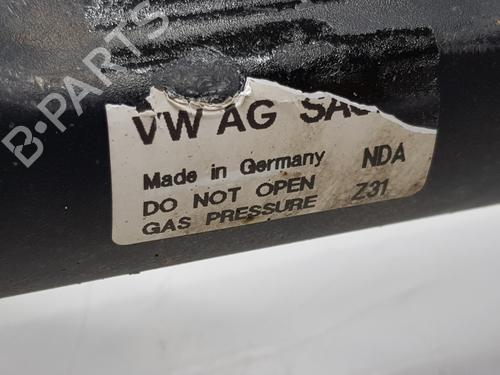 B-PARTS
VW AG
Made in Germany NDA
DO NOT OPEN Z31
GAS PRESSURE